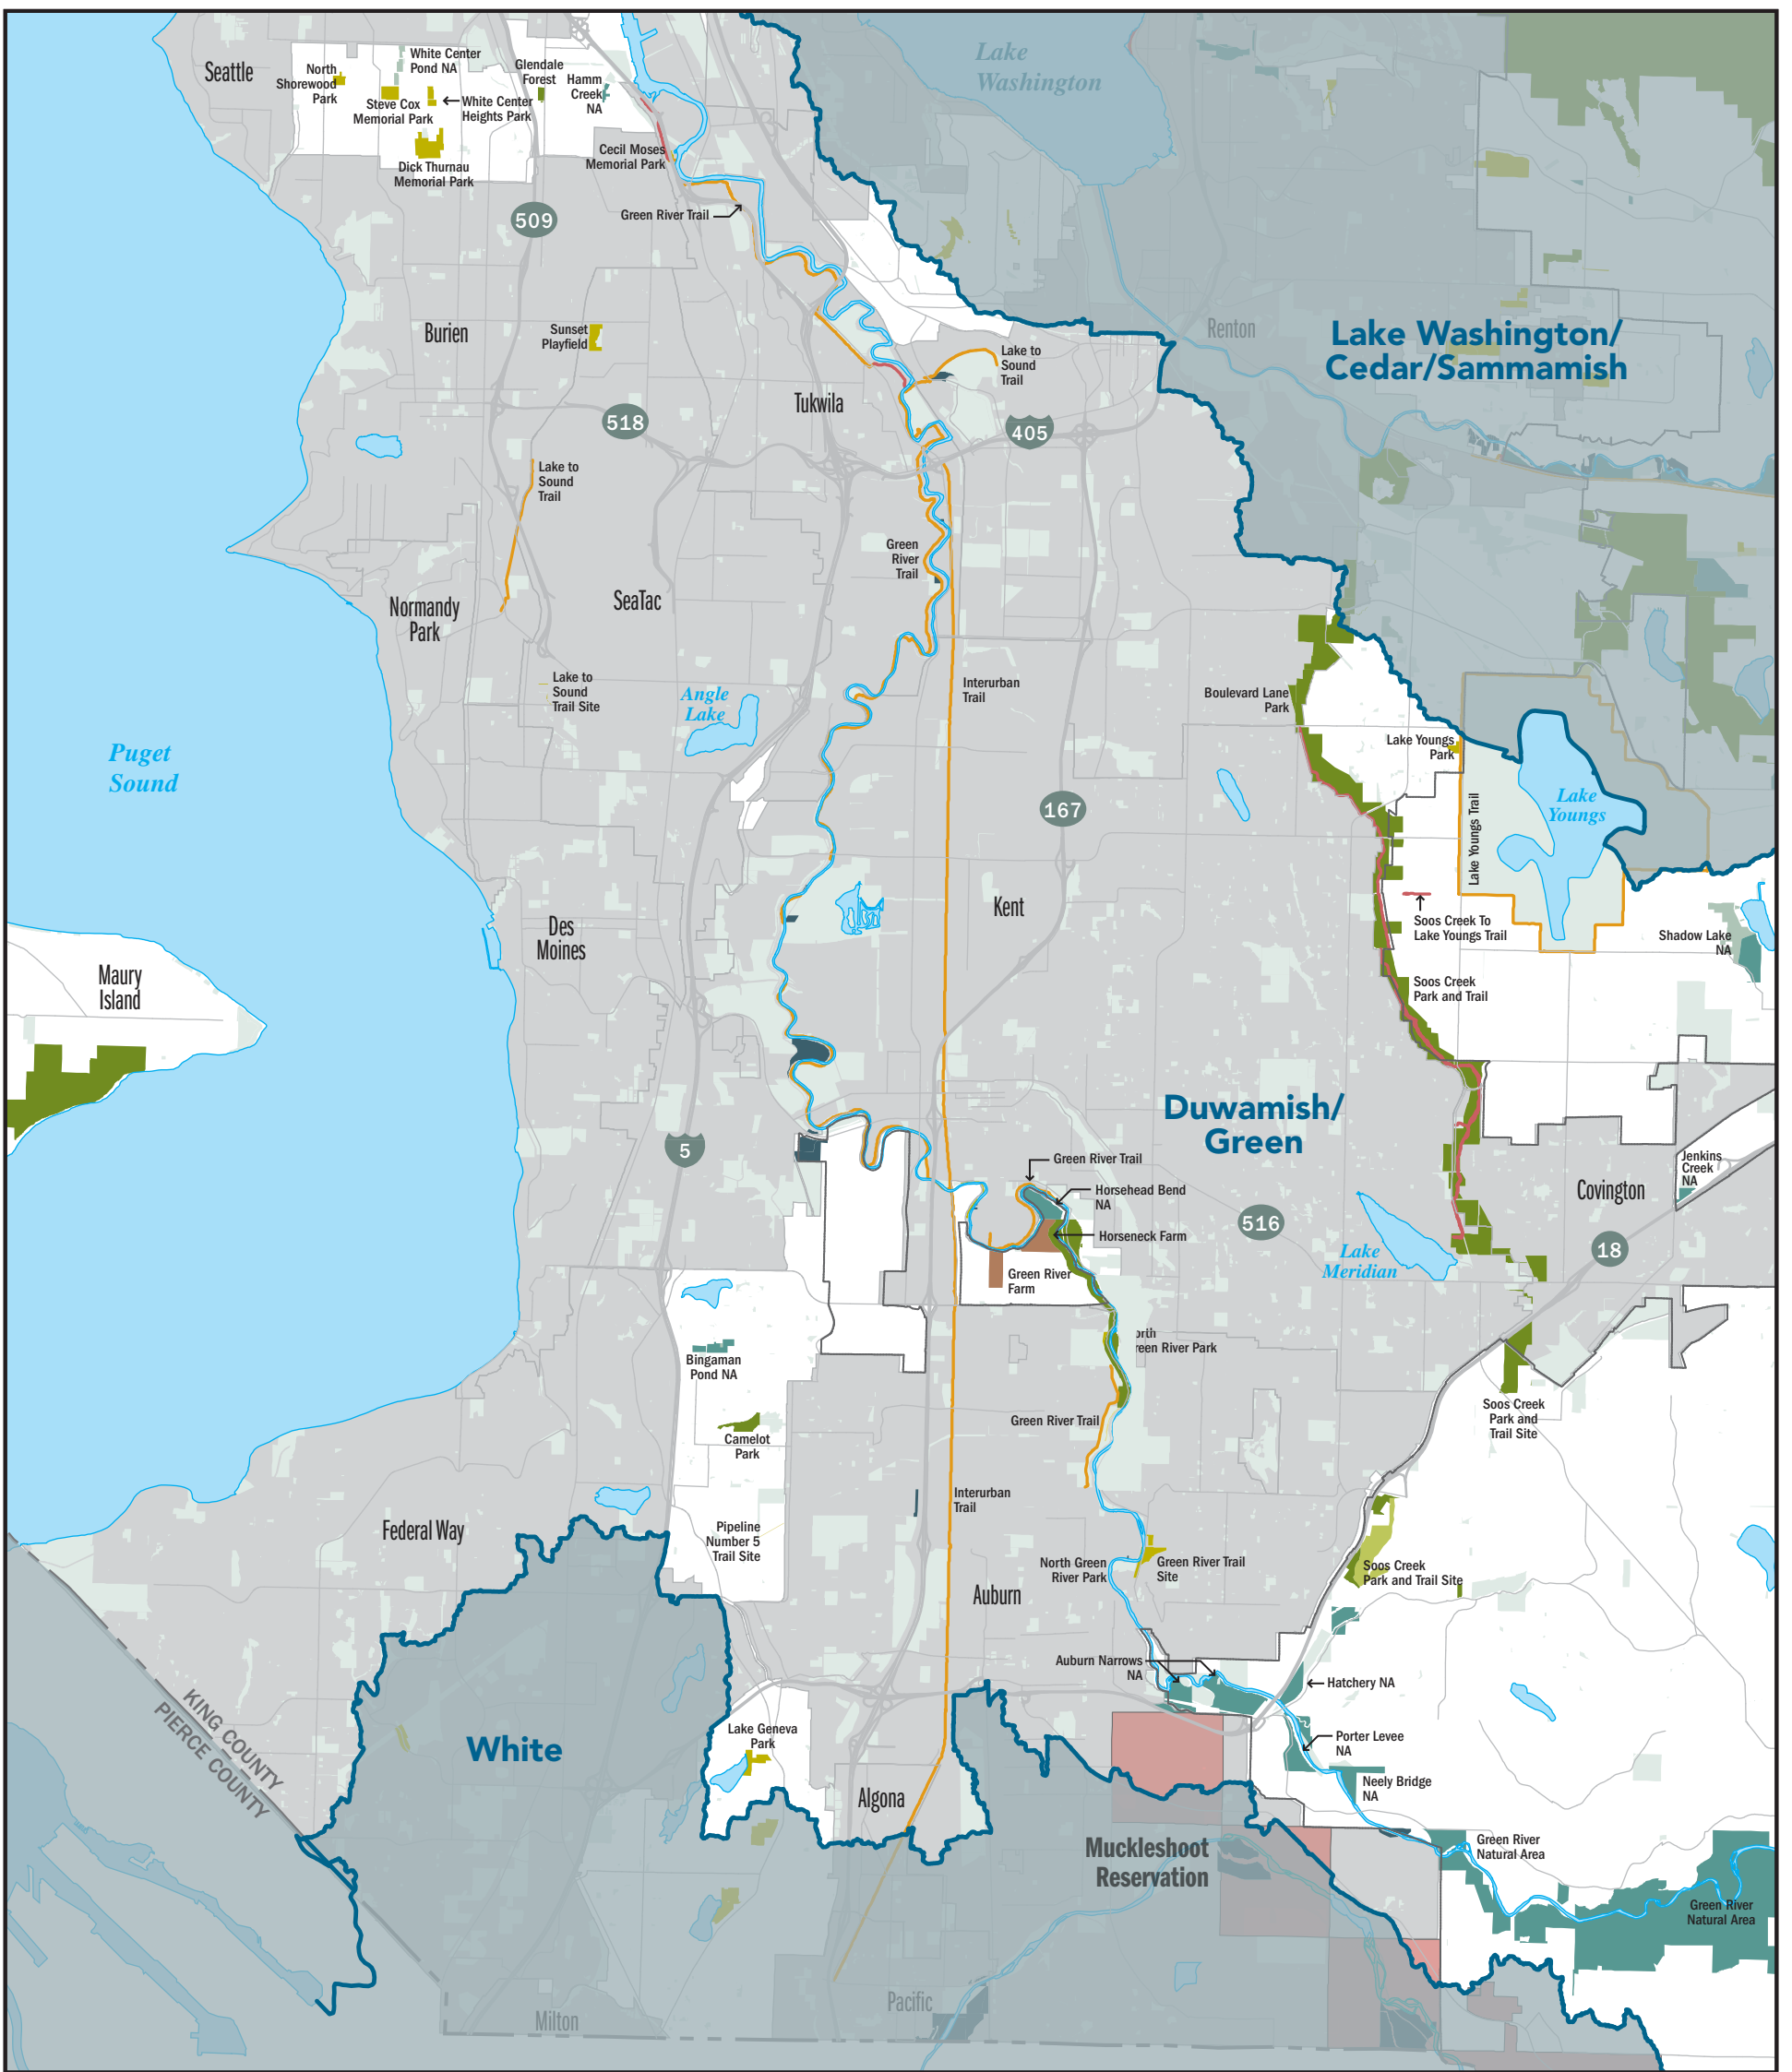 Seattle
North
Shorewood
Park
White Center
Pond NA
Steve Cox
Memorial Park
White Center
Heights Park
Glendale
Forest
Hamm
Creek
NA
Dick Thurnau
Memorial Park
Cecil Moses
Memorial Park
Green River Trail
509
Lake
Washington
Burien
Sunset
Playfield
Renton
Lake Washington/
Cedar/Sammamish
Lake to
Sound
Trail
Tukwila
518
405
Lake to
Sound
Trail
Green
River
Trail
Normandy
Park
SeaTac
Lake to
Sound
Trail Site
Angle
Lake
Interurban
Trail
Boulevard Lane
Park
Lake Youngs
Park
Puget
Sound
167
Lake Youngs Trail
Lake
Youngs
Kent
Des
Moines
Soos Creek To
Lake Youngs Trail
Shadow Lake
NA
Maury
Island
Soos Creek
Park and Trail
Duwamish/
Green
5
Green River Trail
Horsehead Bend
NA
Horseneck Farm
Green River
Farm
516
Jenkins
Creek
NA
Covington
18
Lake
Meridian
Bingaman
Pond NA
orth
reen River Park
Camelot
Park
Green River Trail
Soos Creek
Park and
Trail Site
Interurban
Trail
Federal Way
Pipeline
Number 5
Trail Site
North Green
River Park
Green River Trail
Site
Soos Creek
Park and Trail Site
Auburn
Auburn Narrows
NA
Hatchery NA
KING COUNTY
PIERCE COUNTY
White
Lake Geneva
Park
Porter Levee
NA
Neely Bridge
NA
Algona
Muckleshoot
Reservation
Green River
Natural Area
Green River
Natural Area
Pacific
Milton